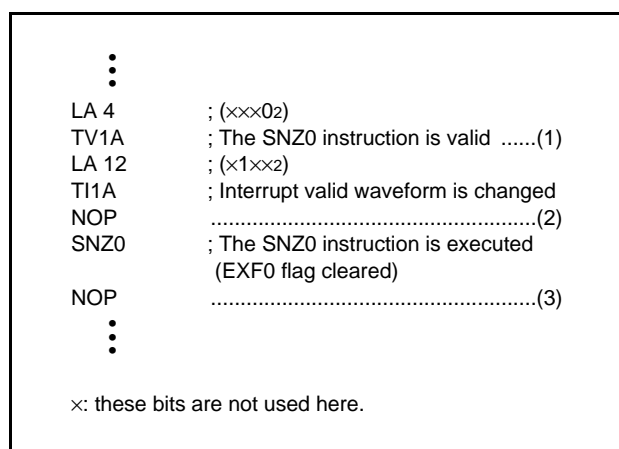 LA 4 ; (×××0₂)
TV1A ; The SNZ0 instruction is valid ......(1)
LA 12 ; (×1××₂)
TI1A ; Interrupt valid waveform is changed
NOP ........................................................(2)
SNZ0 ; The SNZ0 instruction is executed
(EXF0 flag cleared)
NOP ........................................................(3)
×: these bits are not used here.